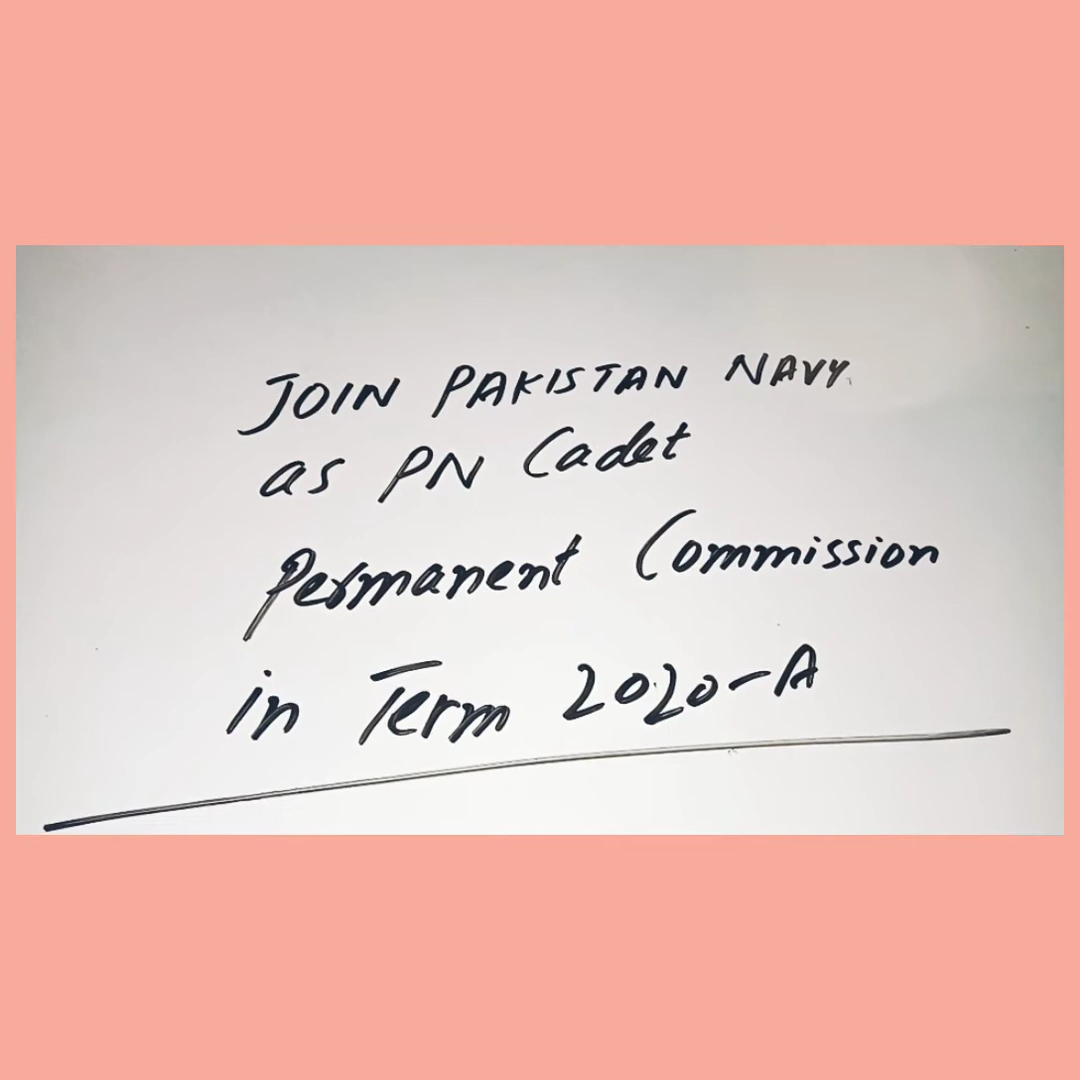 JOIN PAKISTAN NAVY
as PN Cadet
Permanent Commission
in Term 2020-A